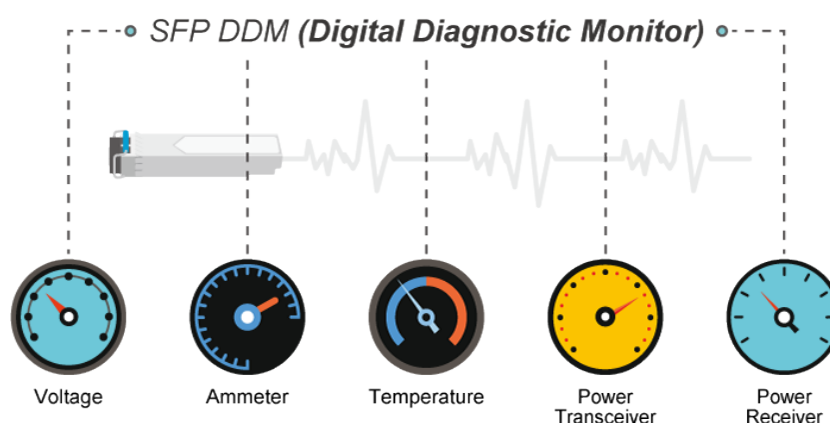 SFP DDM (Digital Diagnostic Monitor)
Voltage
Ammeter
Temperature
Power
Transceiver
Power
Receiver